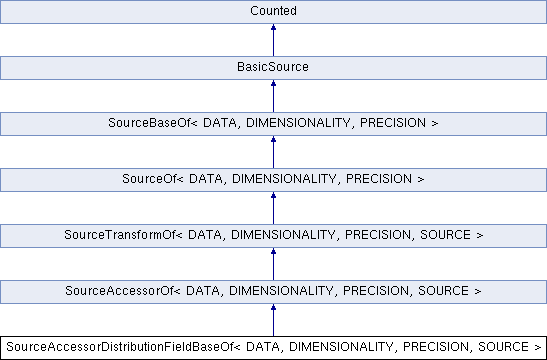 Counted
BasicSource
SourceBaseOf< DATA, DIMENSIONALITY, PRECISION >
SourceOf< DATA, DIMENSIONALITY, PRECISION >
SourceTransformOf< DATA, DIMENSIONALITY, PRECISION, SOURCE >
SourceAccessorOf< DATA, DIMENSIONALITY, PRECISION, SOURCE >
SourceAccessorDistributionFieldBaseOf< DATA, DIMENSIONALITY, PRECISION, SOURCE >